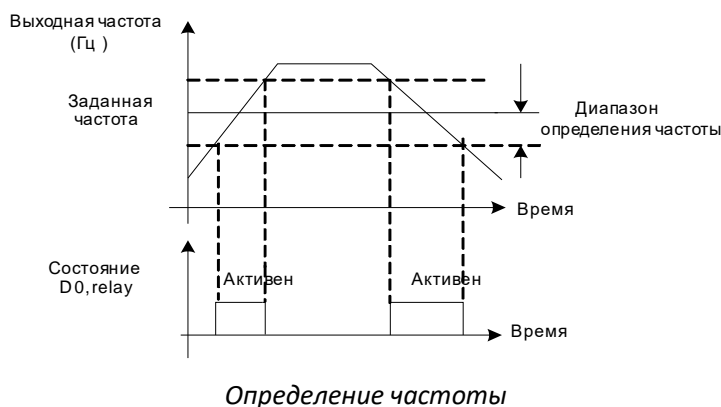 Выходная частота
(Гц )
Заданная
частота
Диапазон
определения частоты
Время
Состояние
D0,relay
Активен
Активен
Время
Определение частоты